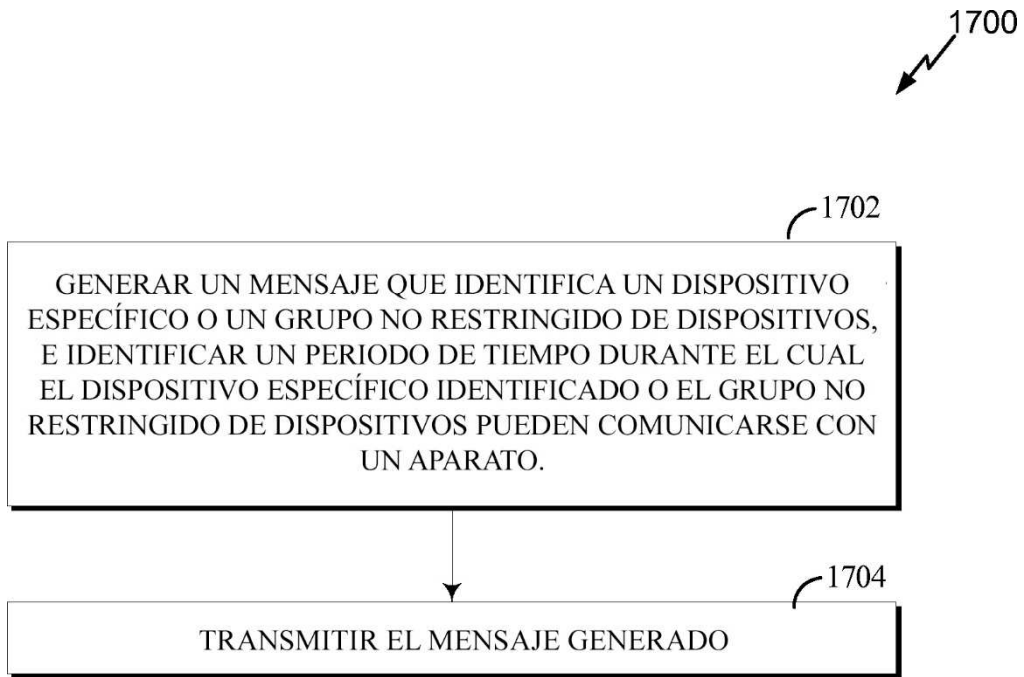 1700
1702
GENERAR UN MENSAJE QUE IDENTIFICA UN DISPOSITIVO
ESPECÍFICO O UN GRUPO NO RESTRINGIDO DE DISPOSITIVOS,
E IDENTIFICAR UN PERIODO DE TIEMPO DURANTE EL CUAL
EL DISPOSITIVO ESPECÍFICO IDENTIFICADO O EL GRUPO NO
RESTRINGIDO DE DISPOSITIVOS PUEDEN COMUNICARSE CON
UN APARATO.
1704
TRANSMITIR EL MENSAJE GENERADO